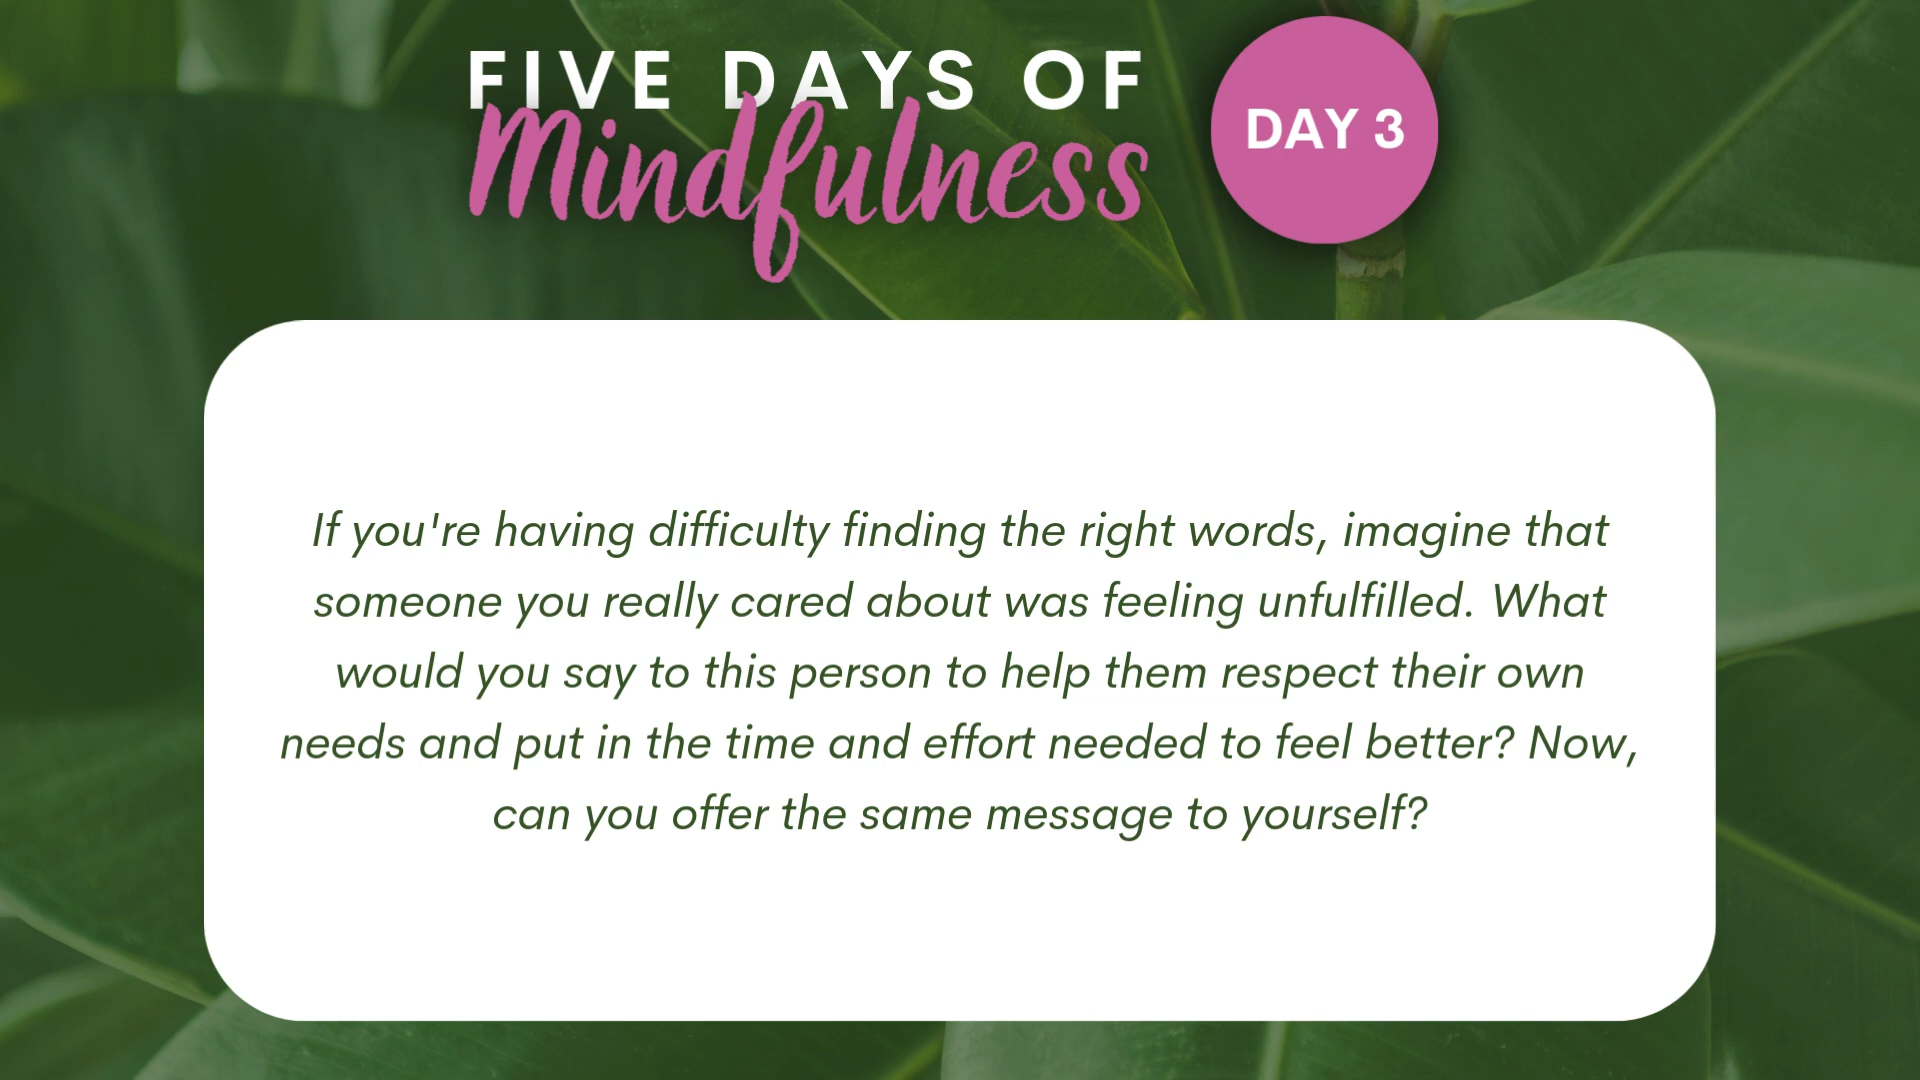 FIVE DAYS OF
Mindfulness
DAY 3
If you're having difficulty finding the right words, imagine that
someone you really cared about was feeling unfulfilled. What
would you say to this person to help them respect their own
needs and put in the time and effort needed to feel better? Now,
can you offer the same message to yourself?